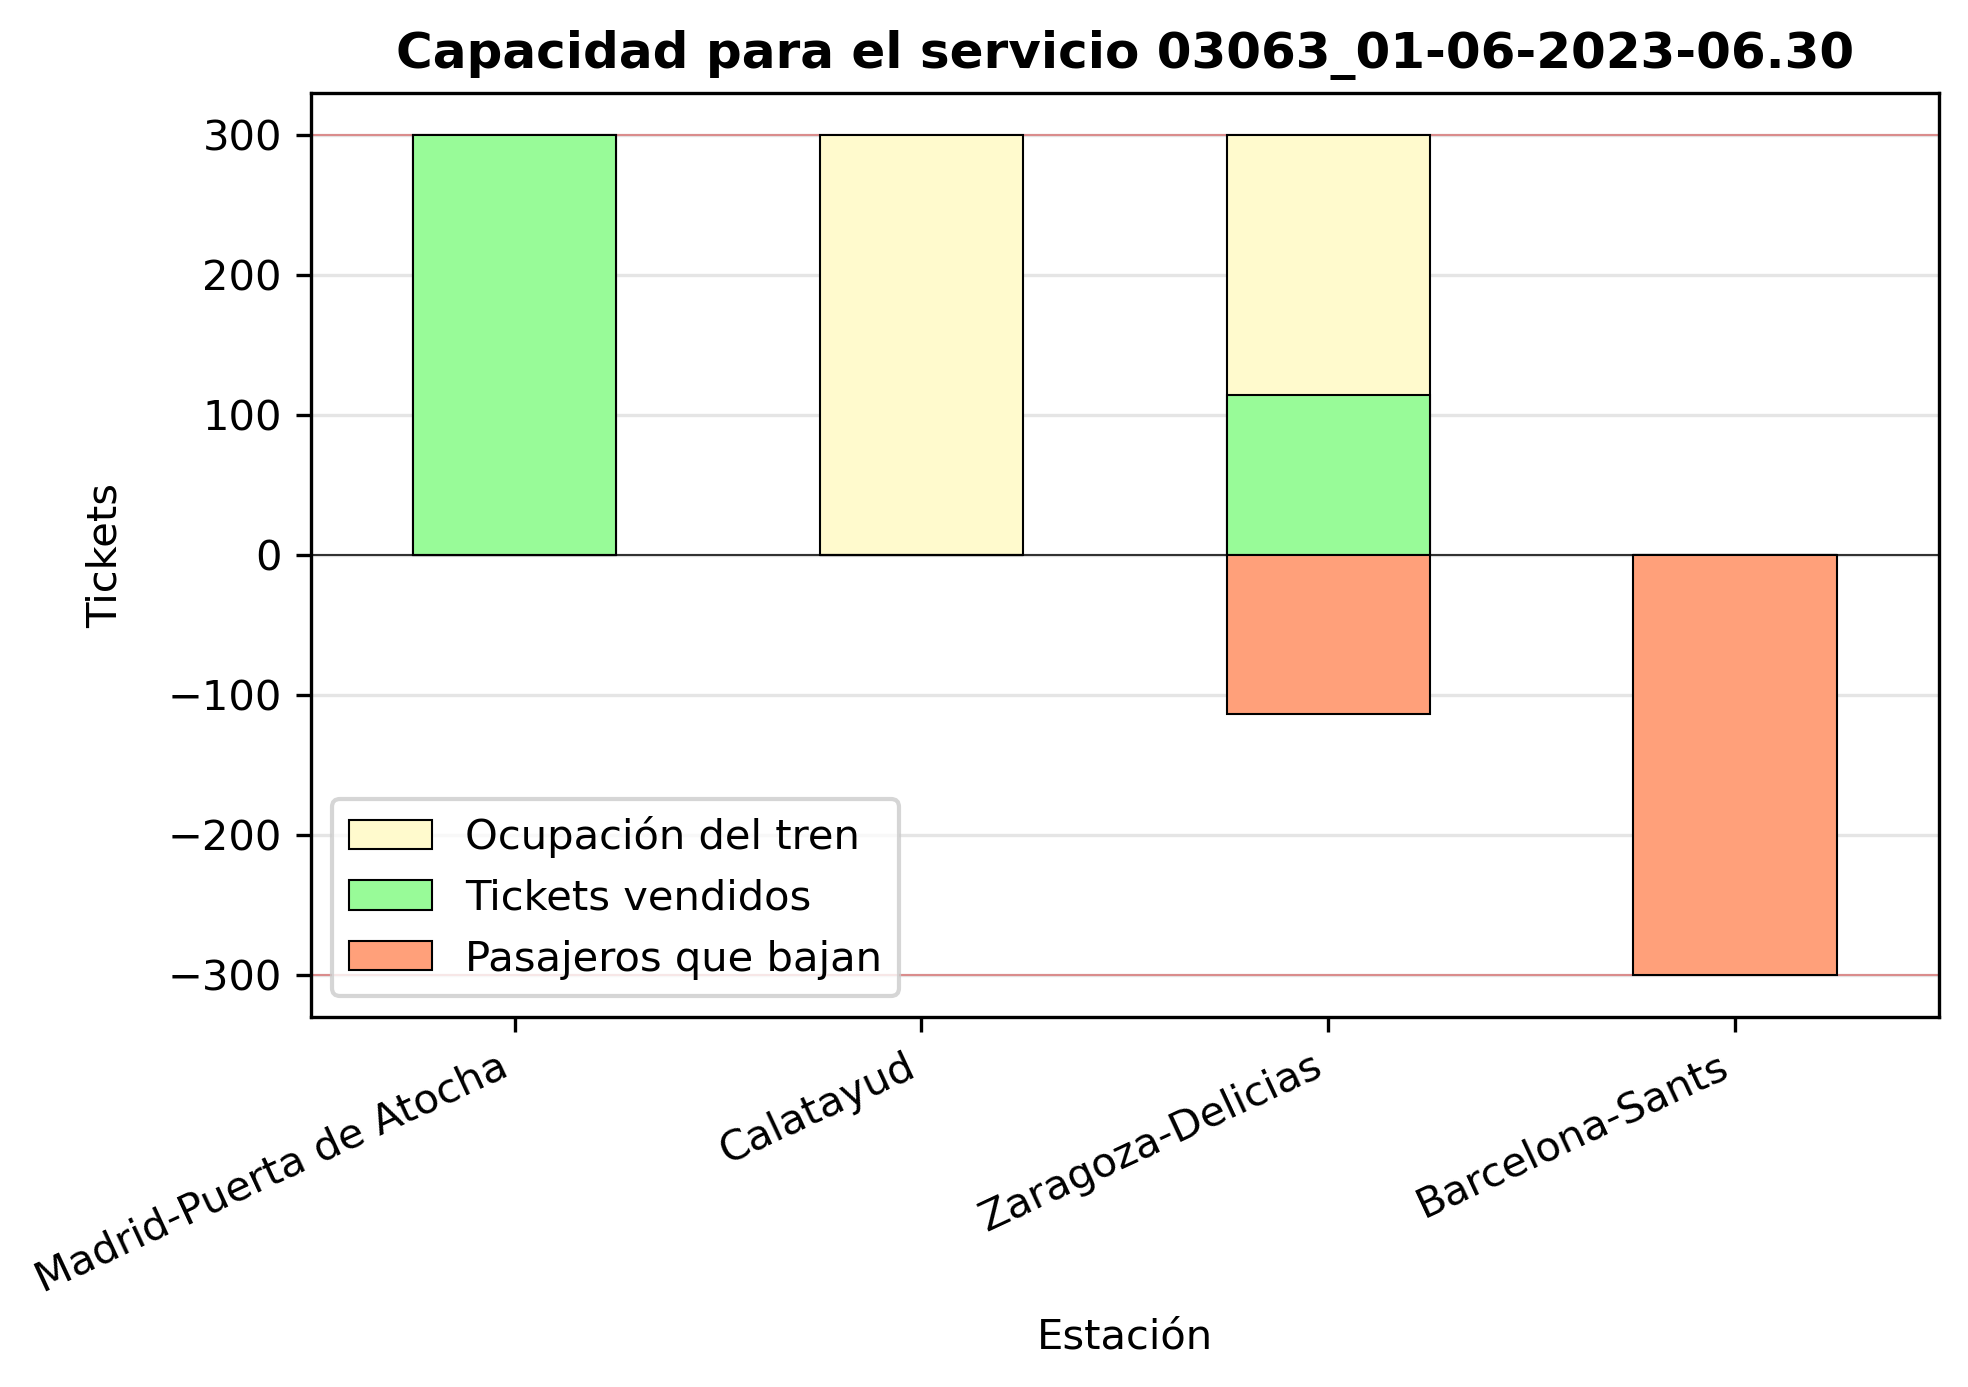 Capacidad para el servicio 03063_01-06-2023-06.30
300
200
100
0
−100
−200
−300
Tickets
Ocupación del tren
Tickets vendidos
Pasajeros que bajan
Madrid-Puerta de Atocha
Calatayud
Zaragoza-Delicias
Barcelona-Sants
Estación